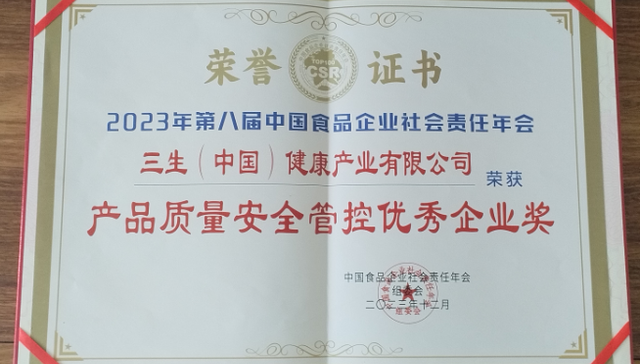 荣誉 CSR 证书
2023年第八届中国食品企业社会责任年会
三生（中国）健康产业有限公司 荣获
产品质量安全管控优秀企业奖
中国食品企业社会责任年会
组委会
二〇二三年十二月